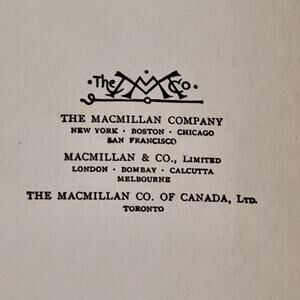 The MM Co.
THE MACMILLAN COMPANY
NEW YORK · BOSTON · CHICAGO
SAN FRANCISCO
MACMILLAN & CO., LIMITED
LONDON · BOMBAY · CALCUTTA
MELBOURNE
THE MACMILLAN CO. OF CANADA, LTD.
TORONTO